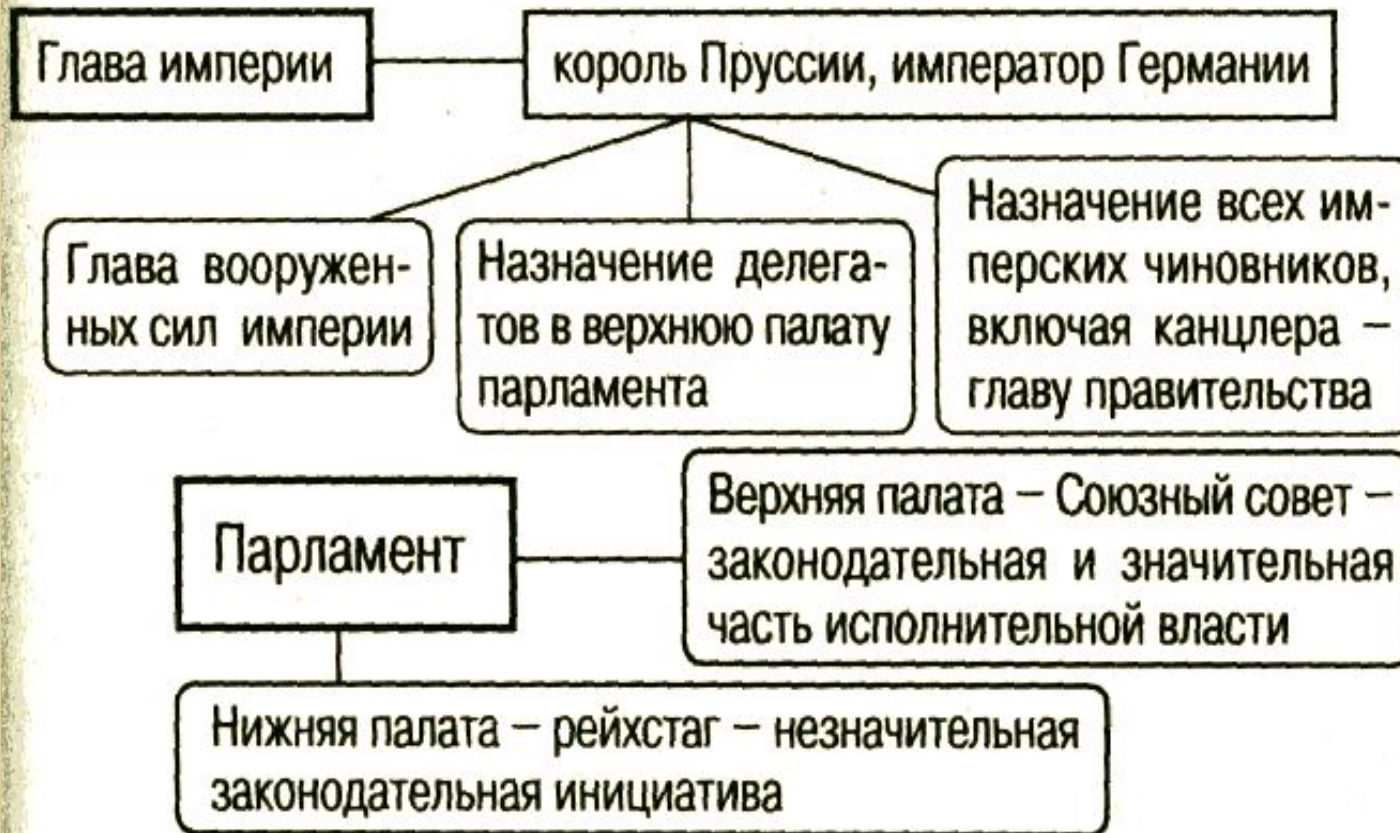 Глава империи
король Пруссии, император Германии
Глава вооружен-
ных сил империи
Назначение делега-
тов в верхнюю палату
парламента
Назначение всех им-
перских чиновников,
включая канцлера –
главу правительства
Парламент
Верхняя палата – Союзный совет –
законодательная и значительная
часть исполнительной власти
Нижняя палата – рейхстаг – незначительная
законодательная инициатива